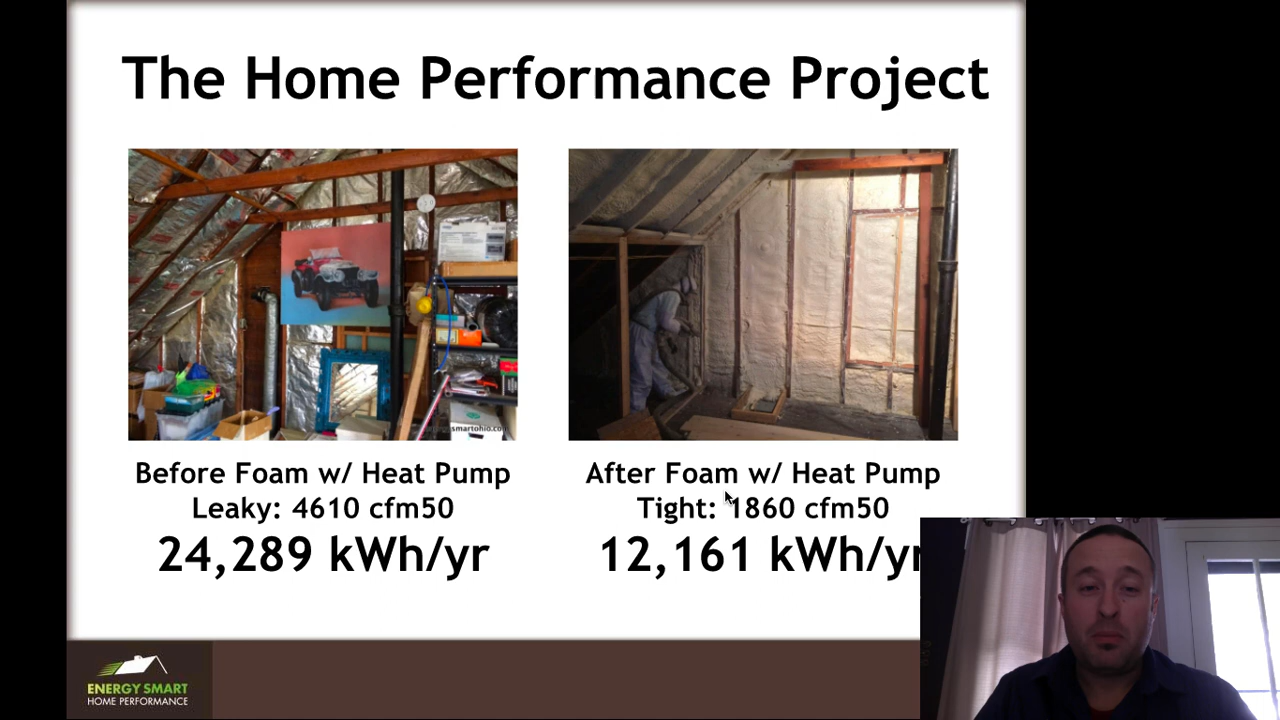 The Home Performance Project
Before Foam w/ Heat Pump
Leaky: 4610 cfm50
24,289 kWh/yr
After Foam w/ Heat Pump
Tight: 1860 cfm50
12,161 kWh/yr
ENERGY SMART
HOME PERFORMANCE